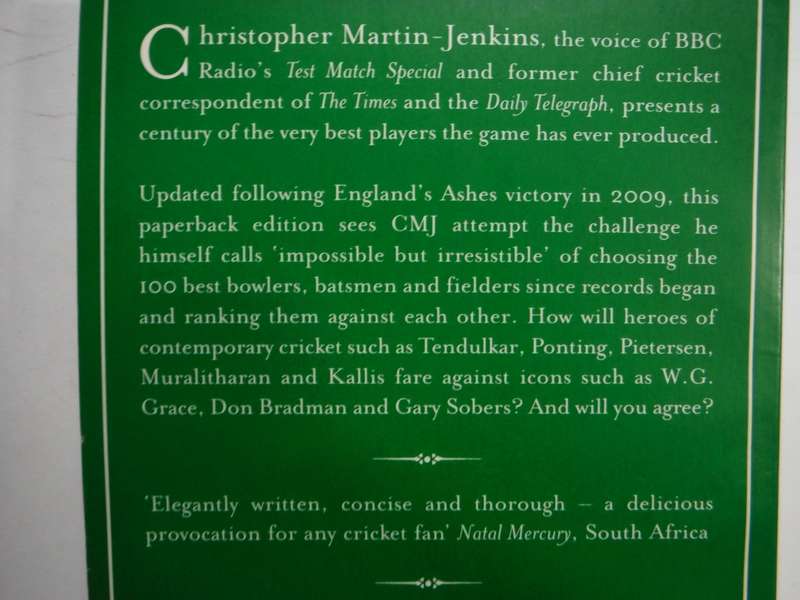 Christopher Martin-Jenkins, the voice of BBC
Radio's Test Match Special and former chief cricket
correspondent of The Times and the Daily Telegraph, presents a
century of the very best players the game has ever produced.
Updated following England's Ashes victory in 2009, this
paperback edition sees CMJ attempt the challenge he
himself calls 'impossible but irresistible' of choosing the
100 best bowlers, batsmen and fielders since records began
and ranking them against each other. How will heroes of
contemporary cricket such as Tendulkar, Ponting, Pietersen,
Muralitharan and Kallis fare against icons such as W.G.
Grace, Don Bradman and Gary Sobers? And will you agree?
'Elegantly written, concise and thorough – a delicious
provocation for any cricket fan' Natal Mercury, South Africa